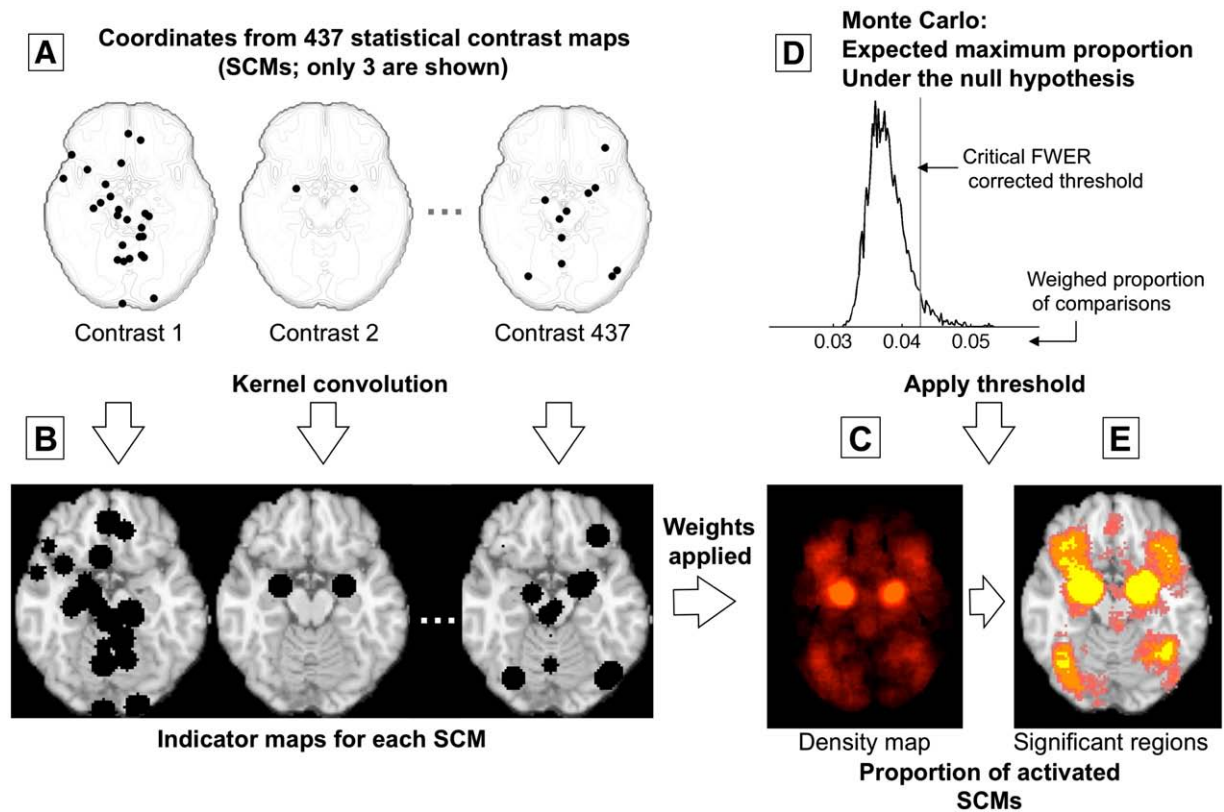 A
Coordinates from 437 statistical contrast maps
(SCMs; only 3 are shown)
Contrast 1
Contrast 2
...
Contrast 437
D
Monte Carlo:
Expected maximum proportion
Under the null hypothesis
Critical FWER
corrected threshold
Weighed proportion
of comparisons
0.03
0.04
0.05
Kernel convolution
Apply threshold
B
...
Indicator maps for each SCM
Weights
applied
C
E
Density map
Significant regions
Proportion of activated
SCMs